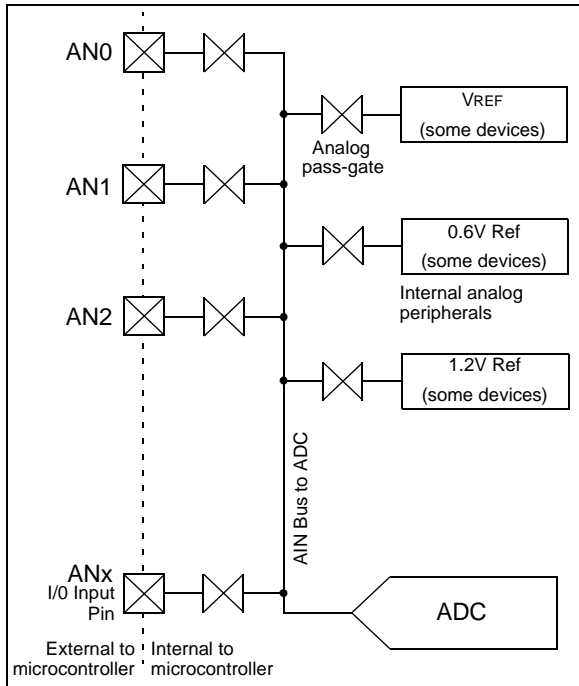 AN0
VREF
(some devices)
Analog
pass-gate
AN1
0.6V Ref
(some devices)
Internal analog
peripherals
AN2
1.2V Ref
(some devices)
AIN Bus to ADC
ANx
I/0 Input
Pin
ADC
External to
microcontroller
Internal to
microcontroller